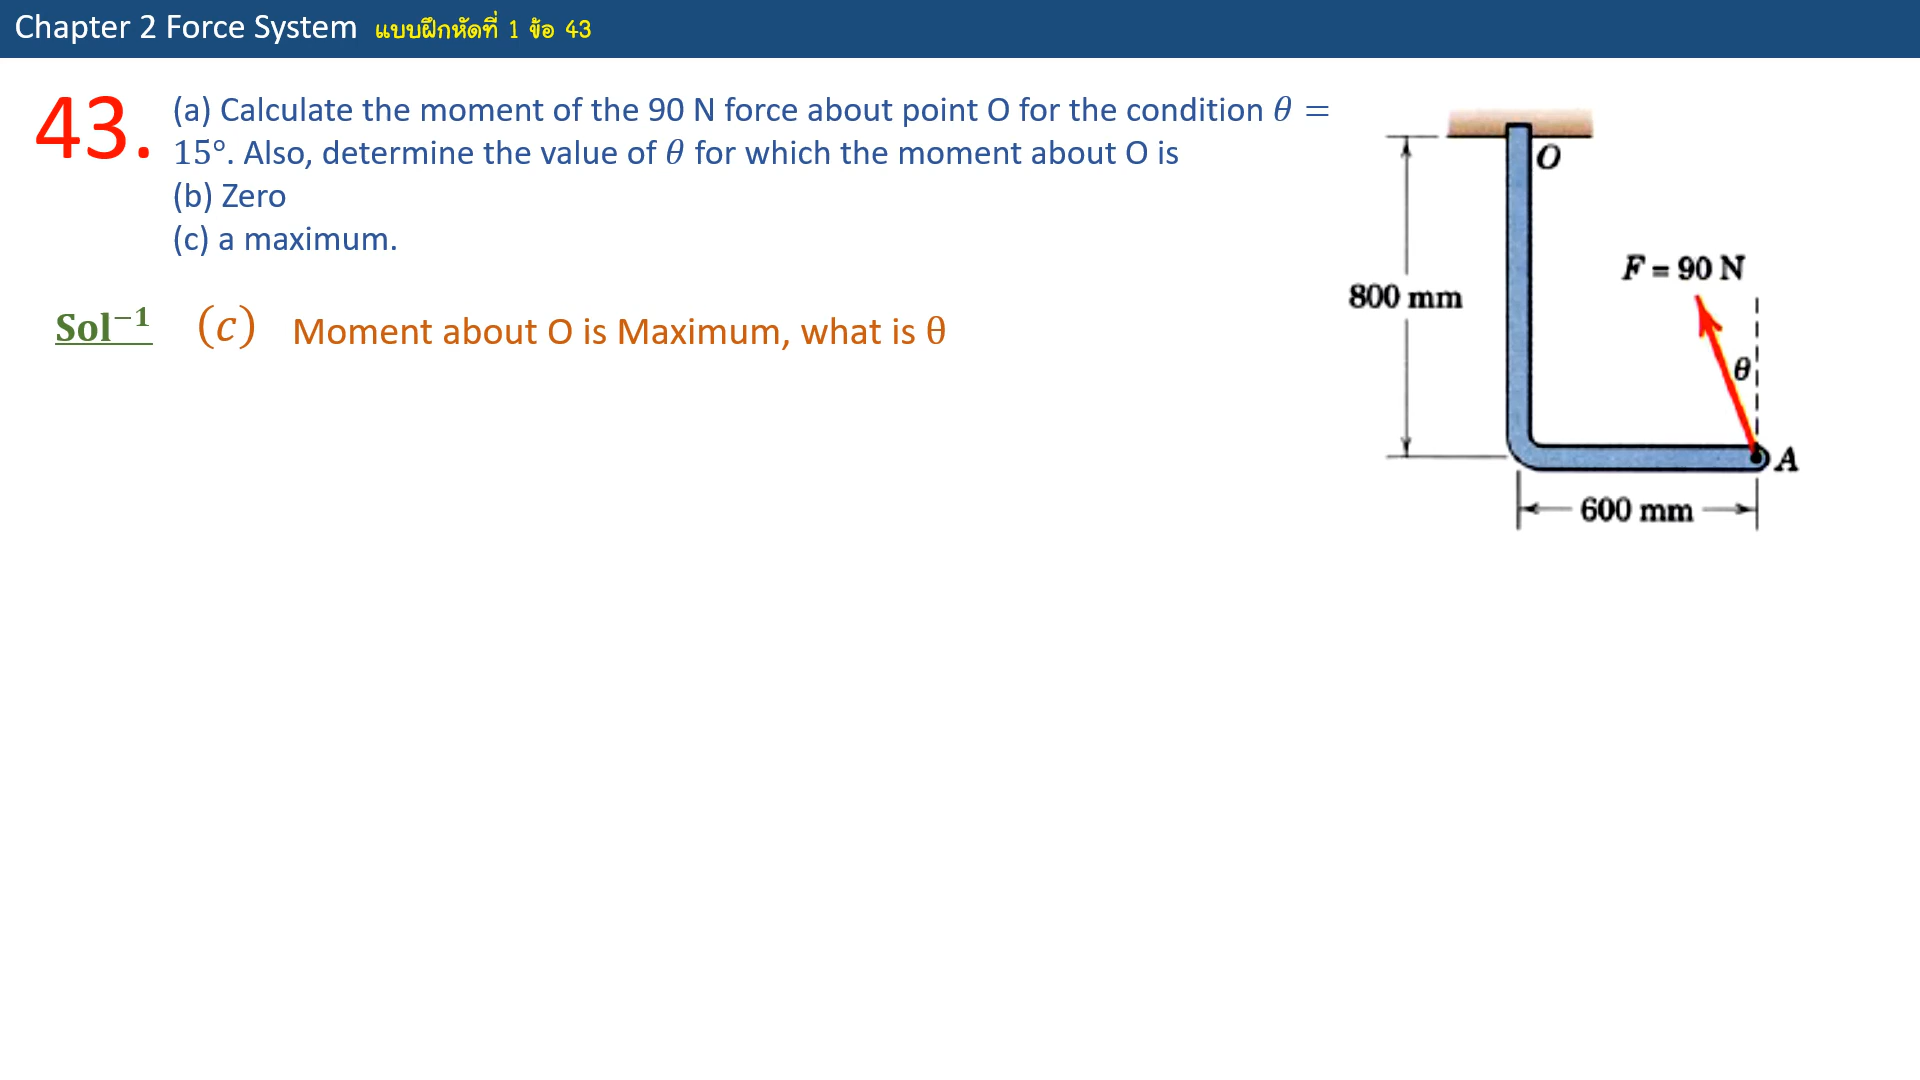 Chapter 2 Force System แบบฝึกหัดที่ 1 ข้อ 43
43.
(a) Calculate the moment of the 90 N force about point O for the condition θ =
15°. Also, determine the value of θ for which the moment about O is
(b) Zero
(c) a maximum.
Sol⁻¹ (c) Moment about O is Maximum, what is θ
O
F = 90 N
800 mm
θ
A
600 mm